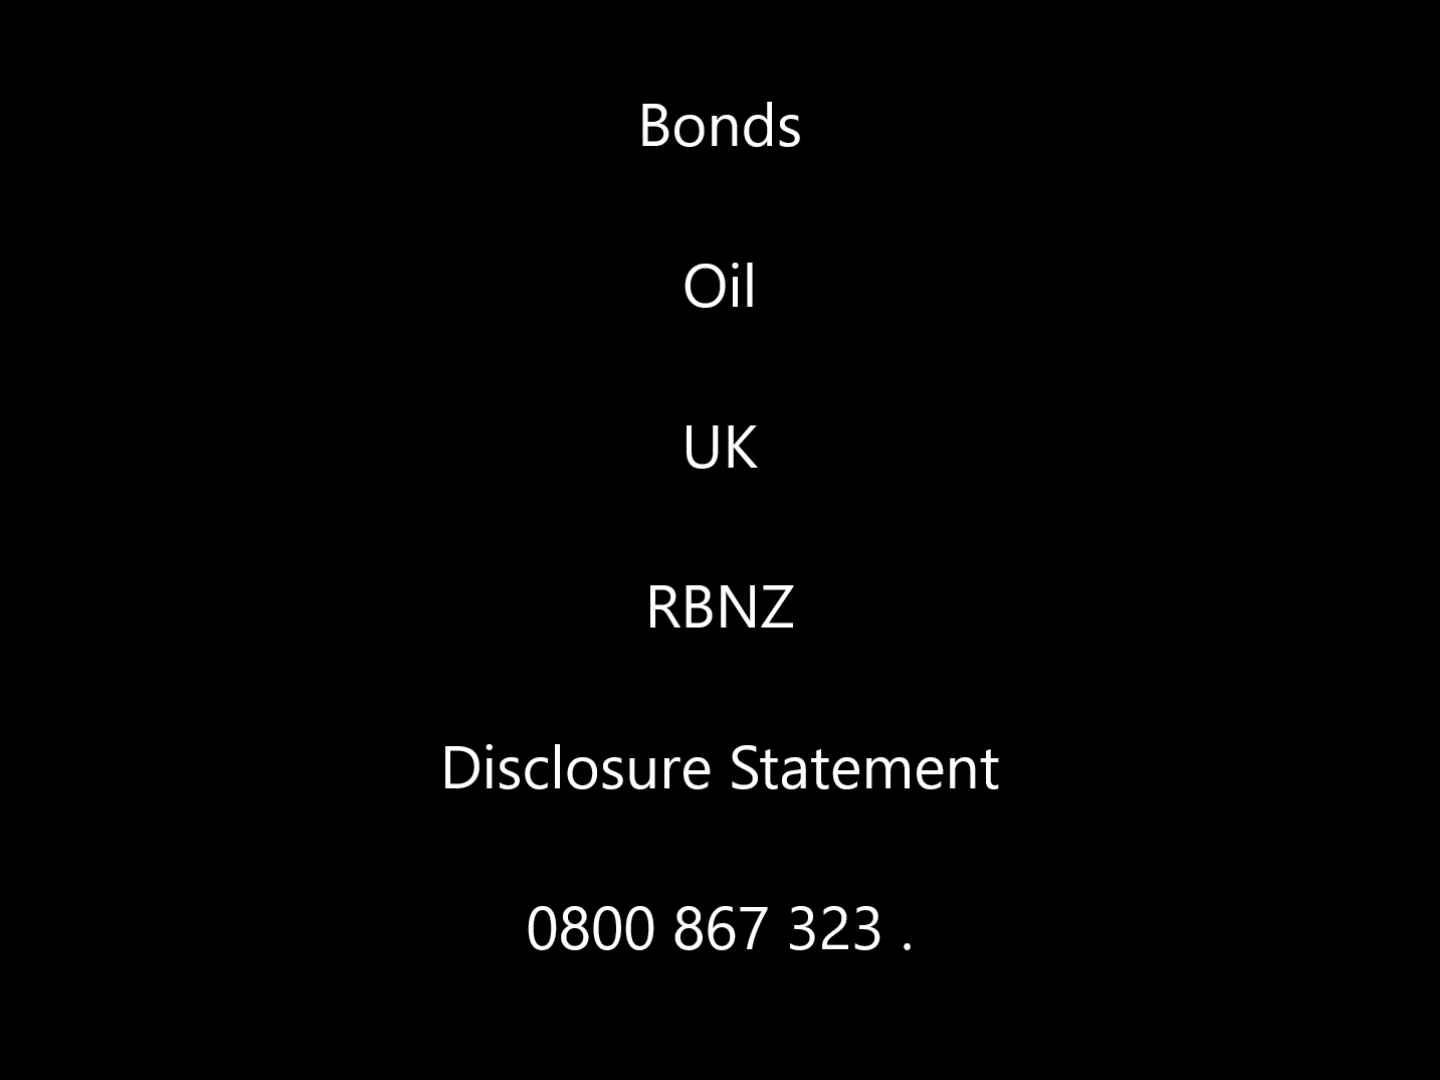 Bonds
Oil
UK
RBNZ
Disclosure Statement
0800 867 323 .